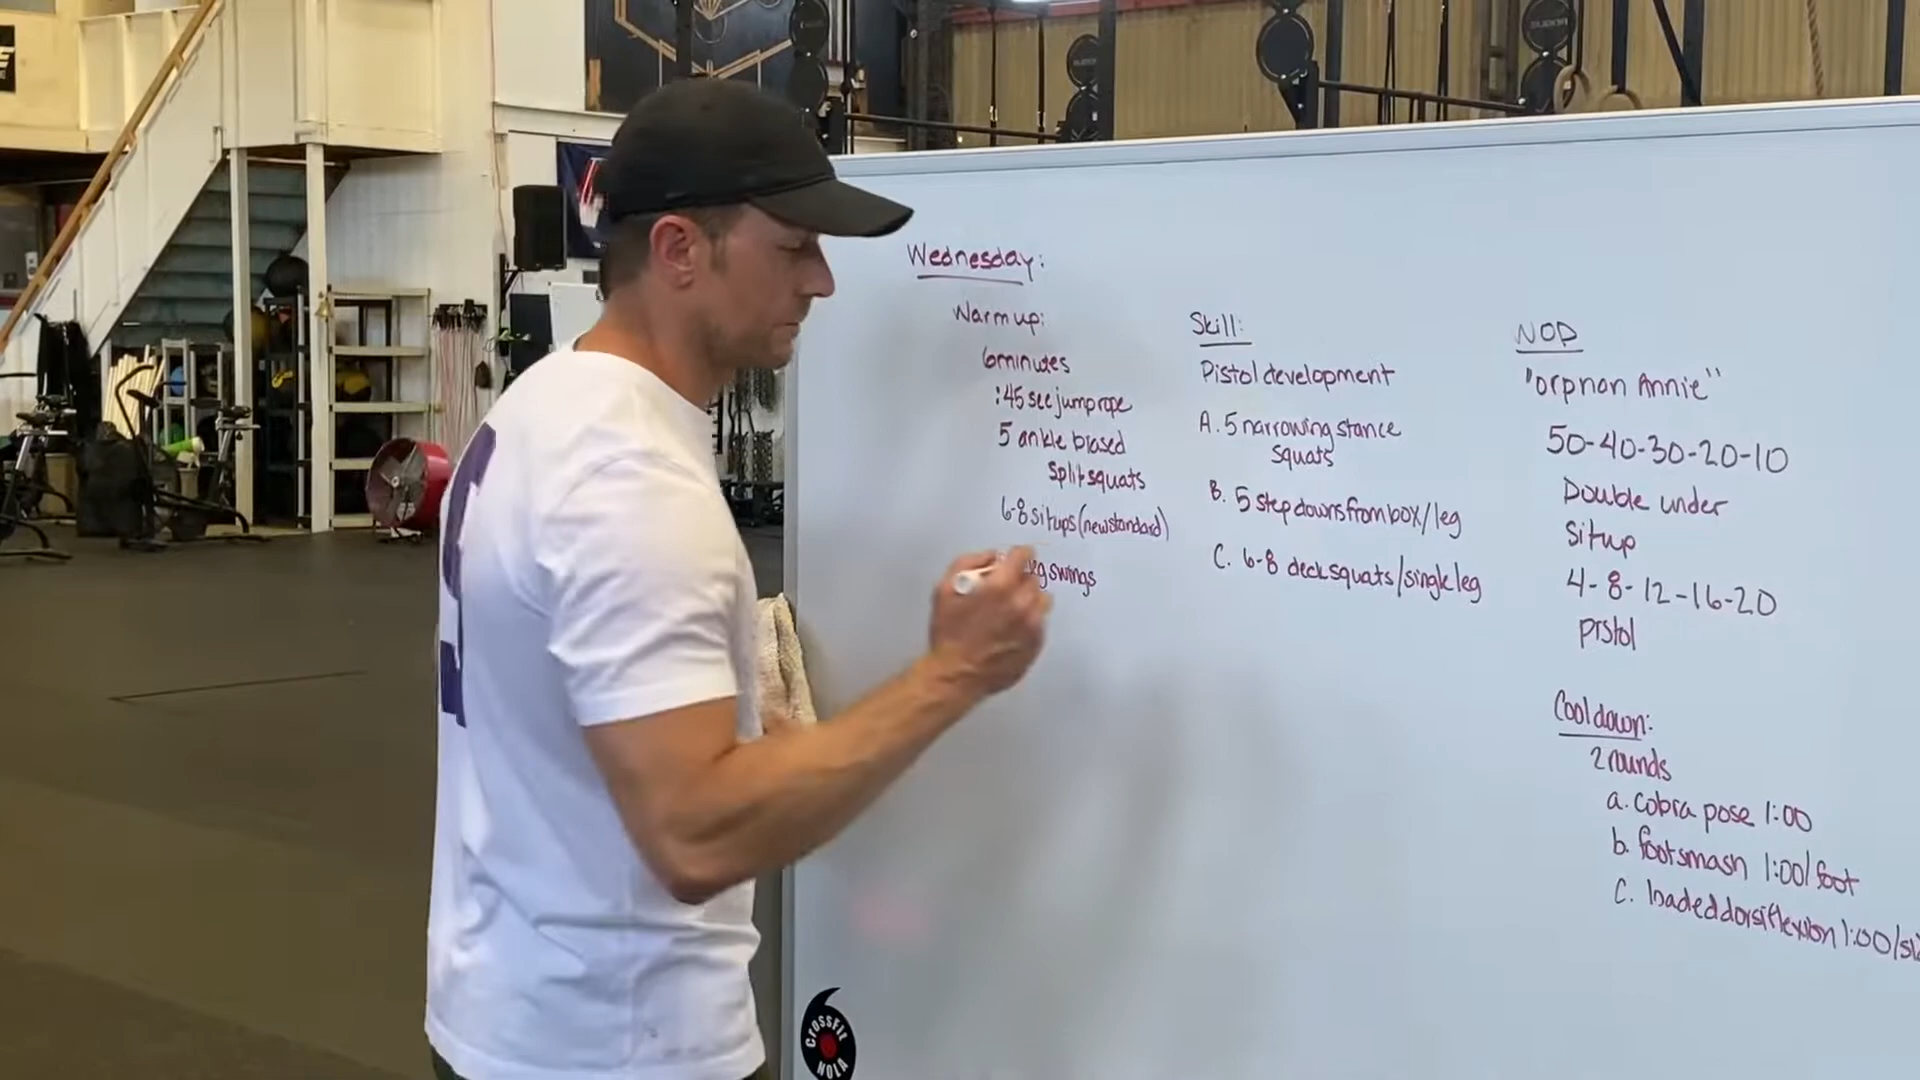 Wednesday:
Warmup:
6 minutes
:45 sec jump rope
5 ankle biased
Split squats
6-8 situps (new standard)
leg swings
Skill:
Pistol development
A. 5 narrowing stance
squats
B. 5 step downs from box/leg
C. 6-8 deck squats/single leg
WOD
"orphan Annie"
50-40-30-20-10
Double under
Situp
4-8-12-16-20
pistol
Cooldown:
2 rounds
a. cobra pose 1:00
b. foot smash 1:00/foot
C. loaded dorsiflexion 1:00/si
CROSSFIT
NOLA